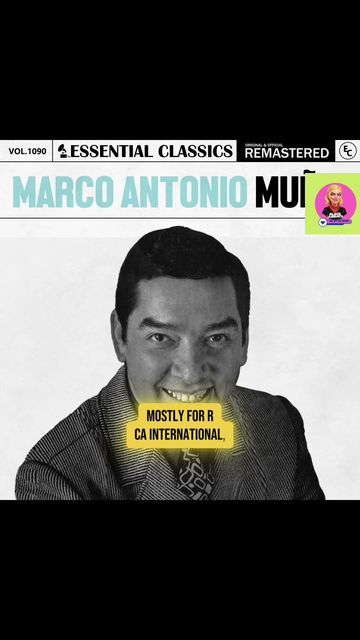 VOL.1090
ESSENTIAL CLASSICS
ORIGINAL & OFFICIAL
REMASTERED
EC
MARCO ANTONIO MUÑ
MOSTLY FOR R
CA INTERNATIONAL,